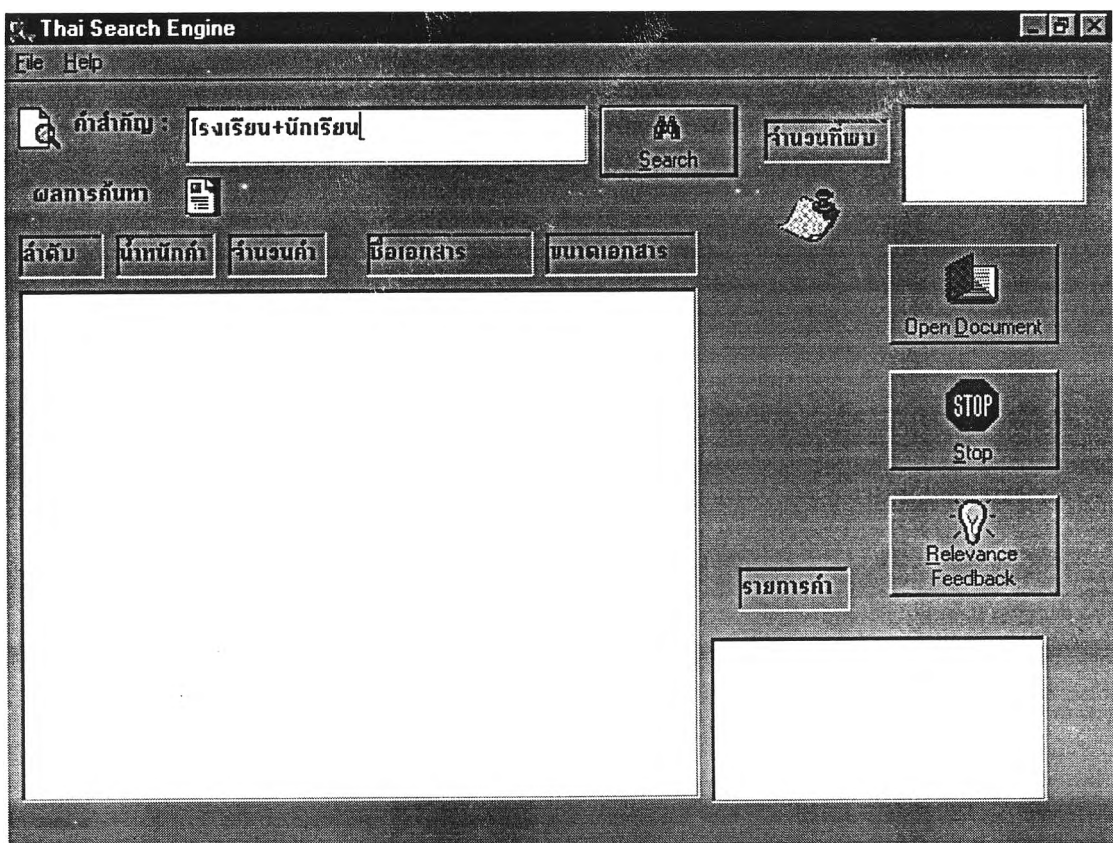 Thai Search Engine
File Help
คำสำคัญ : โรงเรียน+นักเรียน Search จำนวนที่พบ
ผลการค้นหา
ลำดับ น้ำหนักคำ จำนวนคำ ชื่อเอกสาร ขนาดเอกสาร
Open Document
STOP
Stop
Relevance
Feedback
รายการคำ